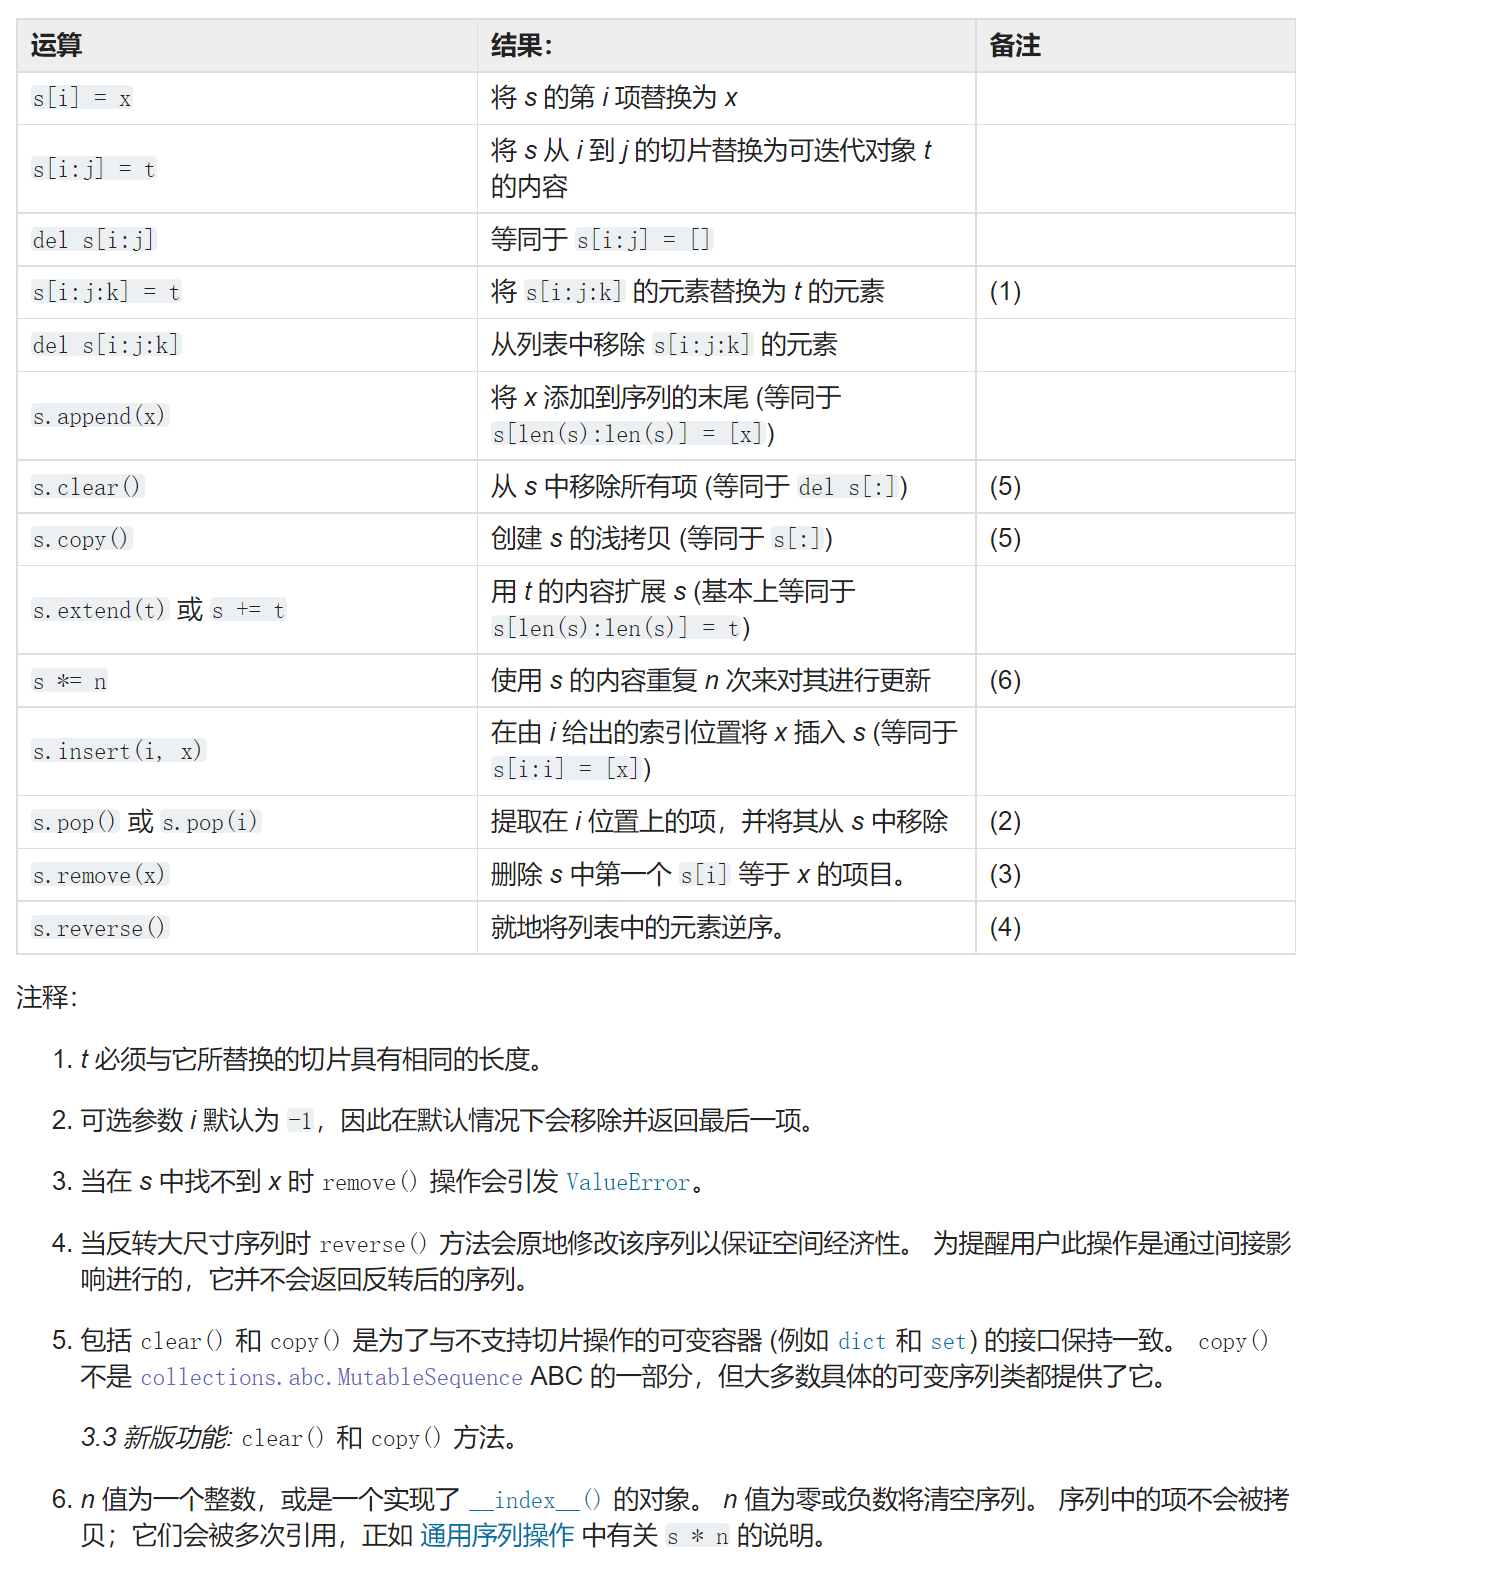 运算 结果： 备注
s[i] = x 将 s 的第 i 项替换为 x
s[i:j] = t 将 s 从 i 到 j 的切片替换为可迭代对象 t
的内容
del s[i:j] 等同于 s[i:j] = []
s[i:j:k] = t 将 s[i:j:k] 的元素替换为 t 的元素 (1)
del s[i:j:k] 从列表中移除 s[i:j:k] 的元素
s.append(x) 将 x 添加到序列的末尾 (等同于
s[len(s):len(s)] = [x])
s.clear() 从 s 中移除所有项 (等同于 del s[:]) (5)
s.copy() 创建 s 的浅拷贝 (等同于 s[:]) (5)
s.extend(t) 或 s += t 用 t 的内容扩展 s (基本上等同于
s[len(s):len(s)] = t)
s *= n 使用 s 的内容重复 n 次来对其进行更新 (6)
s.insert(i, x) 在由 i 给出的索引位置将 x 插入 s (等同于
s[i:i] = [x])
s.pop() 或 s.pop(i) 提取在 i 位置上的项，并将其从 s 中移除 (2)
s.remove(x) 删除 s 中第一个 s[i] 等于 x 的项目。 (3)
s.reverse() 就地将列表中的元素逆序。 (4)
注释：
1. t 必须与它所替换的切片具有相同的长度。
2. 可选参数 i 默认为 -1，因此在默认情况下会移除并返回最后一项。
3. 当在 s 中找不到 x 时 remove() 操作会引发 ValueError。
4. 当反转大尺寸序列时 reverse() 方法会原地修改该序列以保证空间经济性。 为提醒用户此操作是通过间接影
响进行的，它并不会返回反转后的序列。
5. 包括 clear() 和 copy() 是为了与不支持切片操作的可变容器 (例如 dict 和 set) 的接口保持一致。 copy()
不是 collections.abc.MutableSequence ABC 的一部分，但大多数具体的可变序列类都提供了它。
3.3 新版功能: clear() 和 copy() 方法。
6. n 值为一个整数，或是一个实现了 __index__() 的对象。 n 值为零或负数将清空序列。 序列中的项不会被拷
贝；它们会被多次引用，正如 通用序列操作 中有关 s * n 的说明。